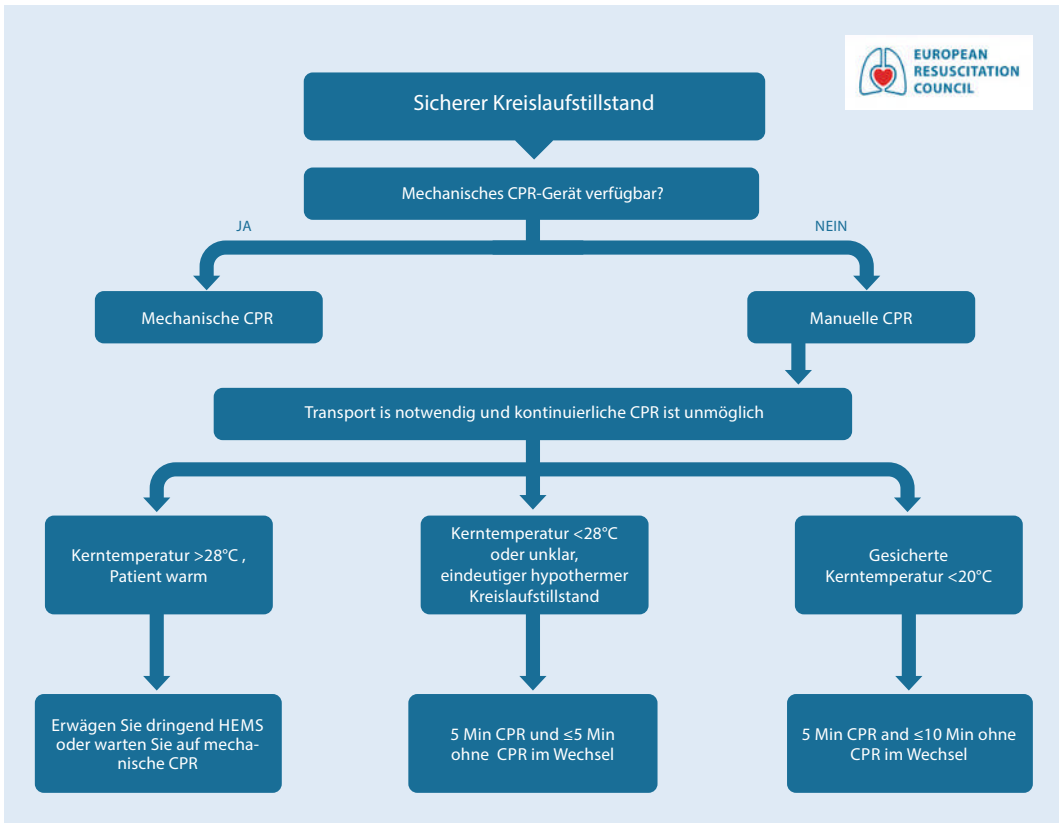 EUROPEAN
RESUSCITATION
COUNCIL
Sicherer Kreislaufstillstand
Mechanisches CPR-Gerät verfügbar?
JA
NEIN
Mechanische CPR
Manuelle CPR
Transport is notwendig und kontinuierliche CPR ist unmöglich
Kerntemperatur >28°C ,
Patient warm
Kerntemperatur <28°C
oder unklar,
eindeutiger hypothermer
Kreislaufstillstand
Gesicherte
Kerntemperatur <20°C
Erwägen Sie dringend HEMS
oder warten Sie auf mecha-
nische CPR
5 Min CPR und ≤5 Min
ohne CPR im Wechsel
5 Min CPR and ≤10 Min ohne
CPR im Wechsel